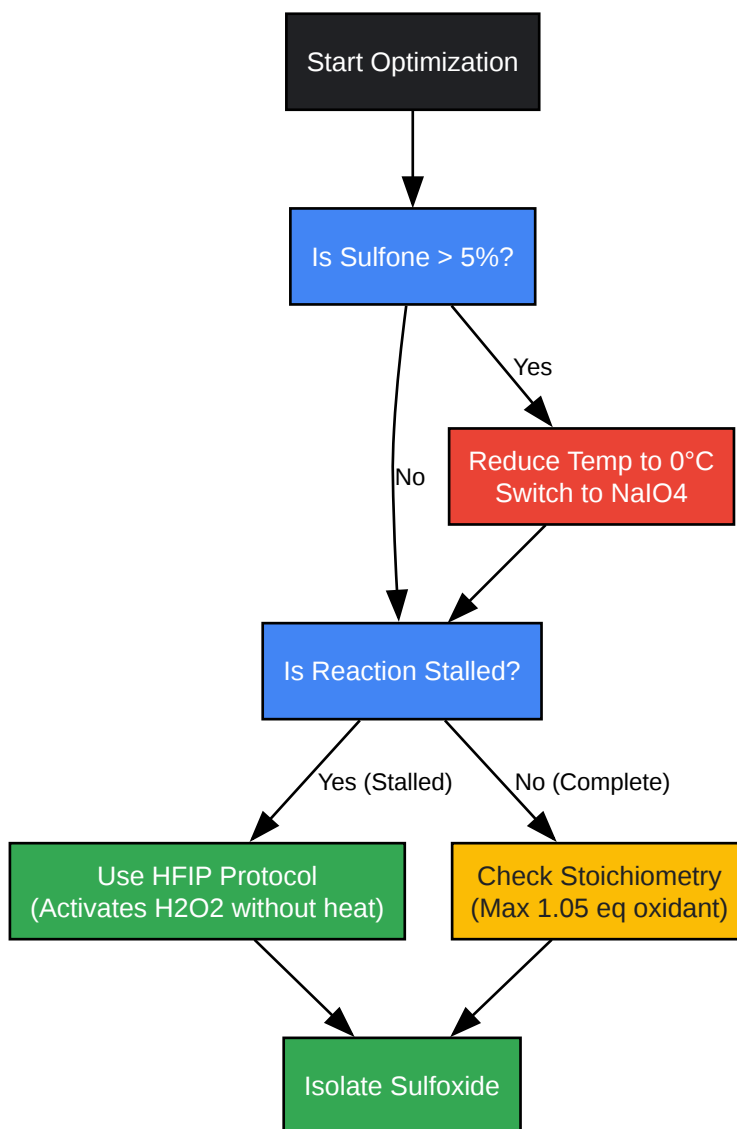 Start Optimization
Is Sulfone > 5%?
Yes
No
Reduce Temp to 0°C
Switch to NaIO4
Is Reaction Stalled?
Yes (Stalled)
No (Complete)
Use HFIP Protocol
(Activates H2O2 without heat)
Check Stoichiometry
(Max 1.05 eq oxidant)
Isolate Sulfoxide